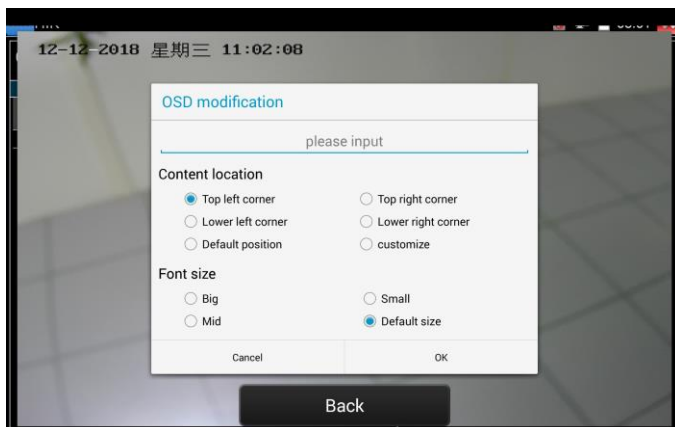 12-12-2018 星期三 11:02:08
OSD modification
please input
Content location
Top left corner Top right corner
Lower left corner Lower right corner
Default position customize
Font size
Big Small
Mid Default size
Cancel OK
Back